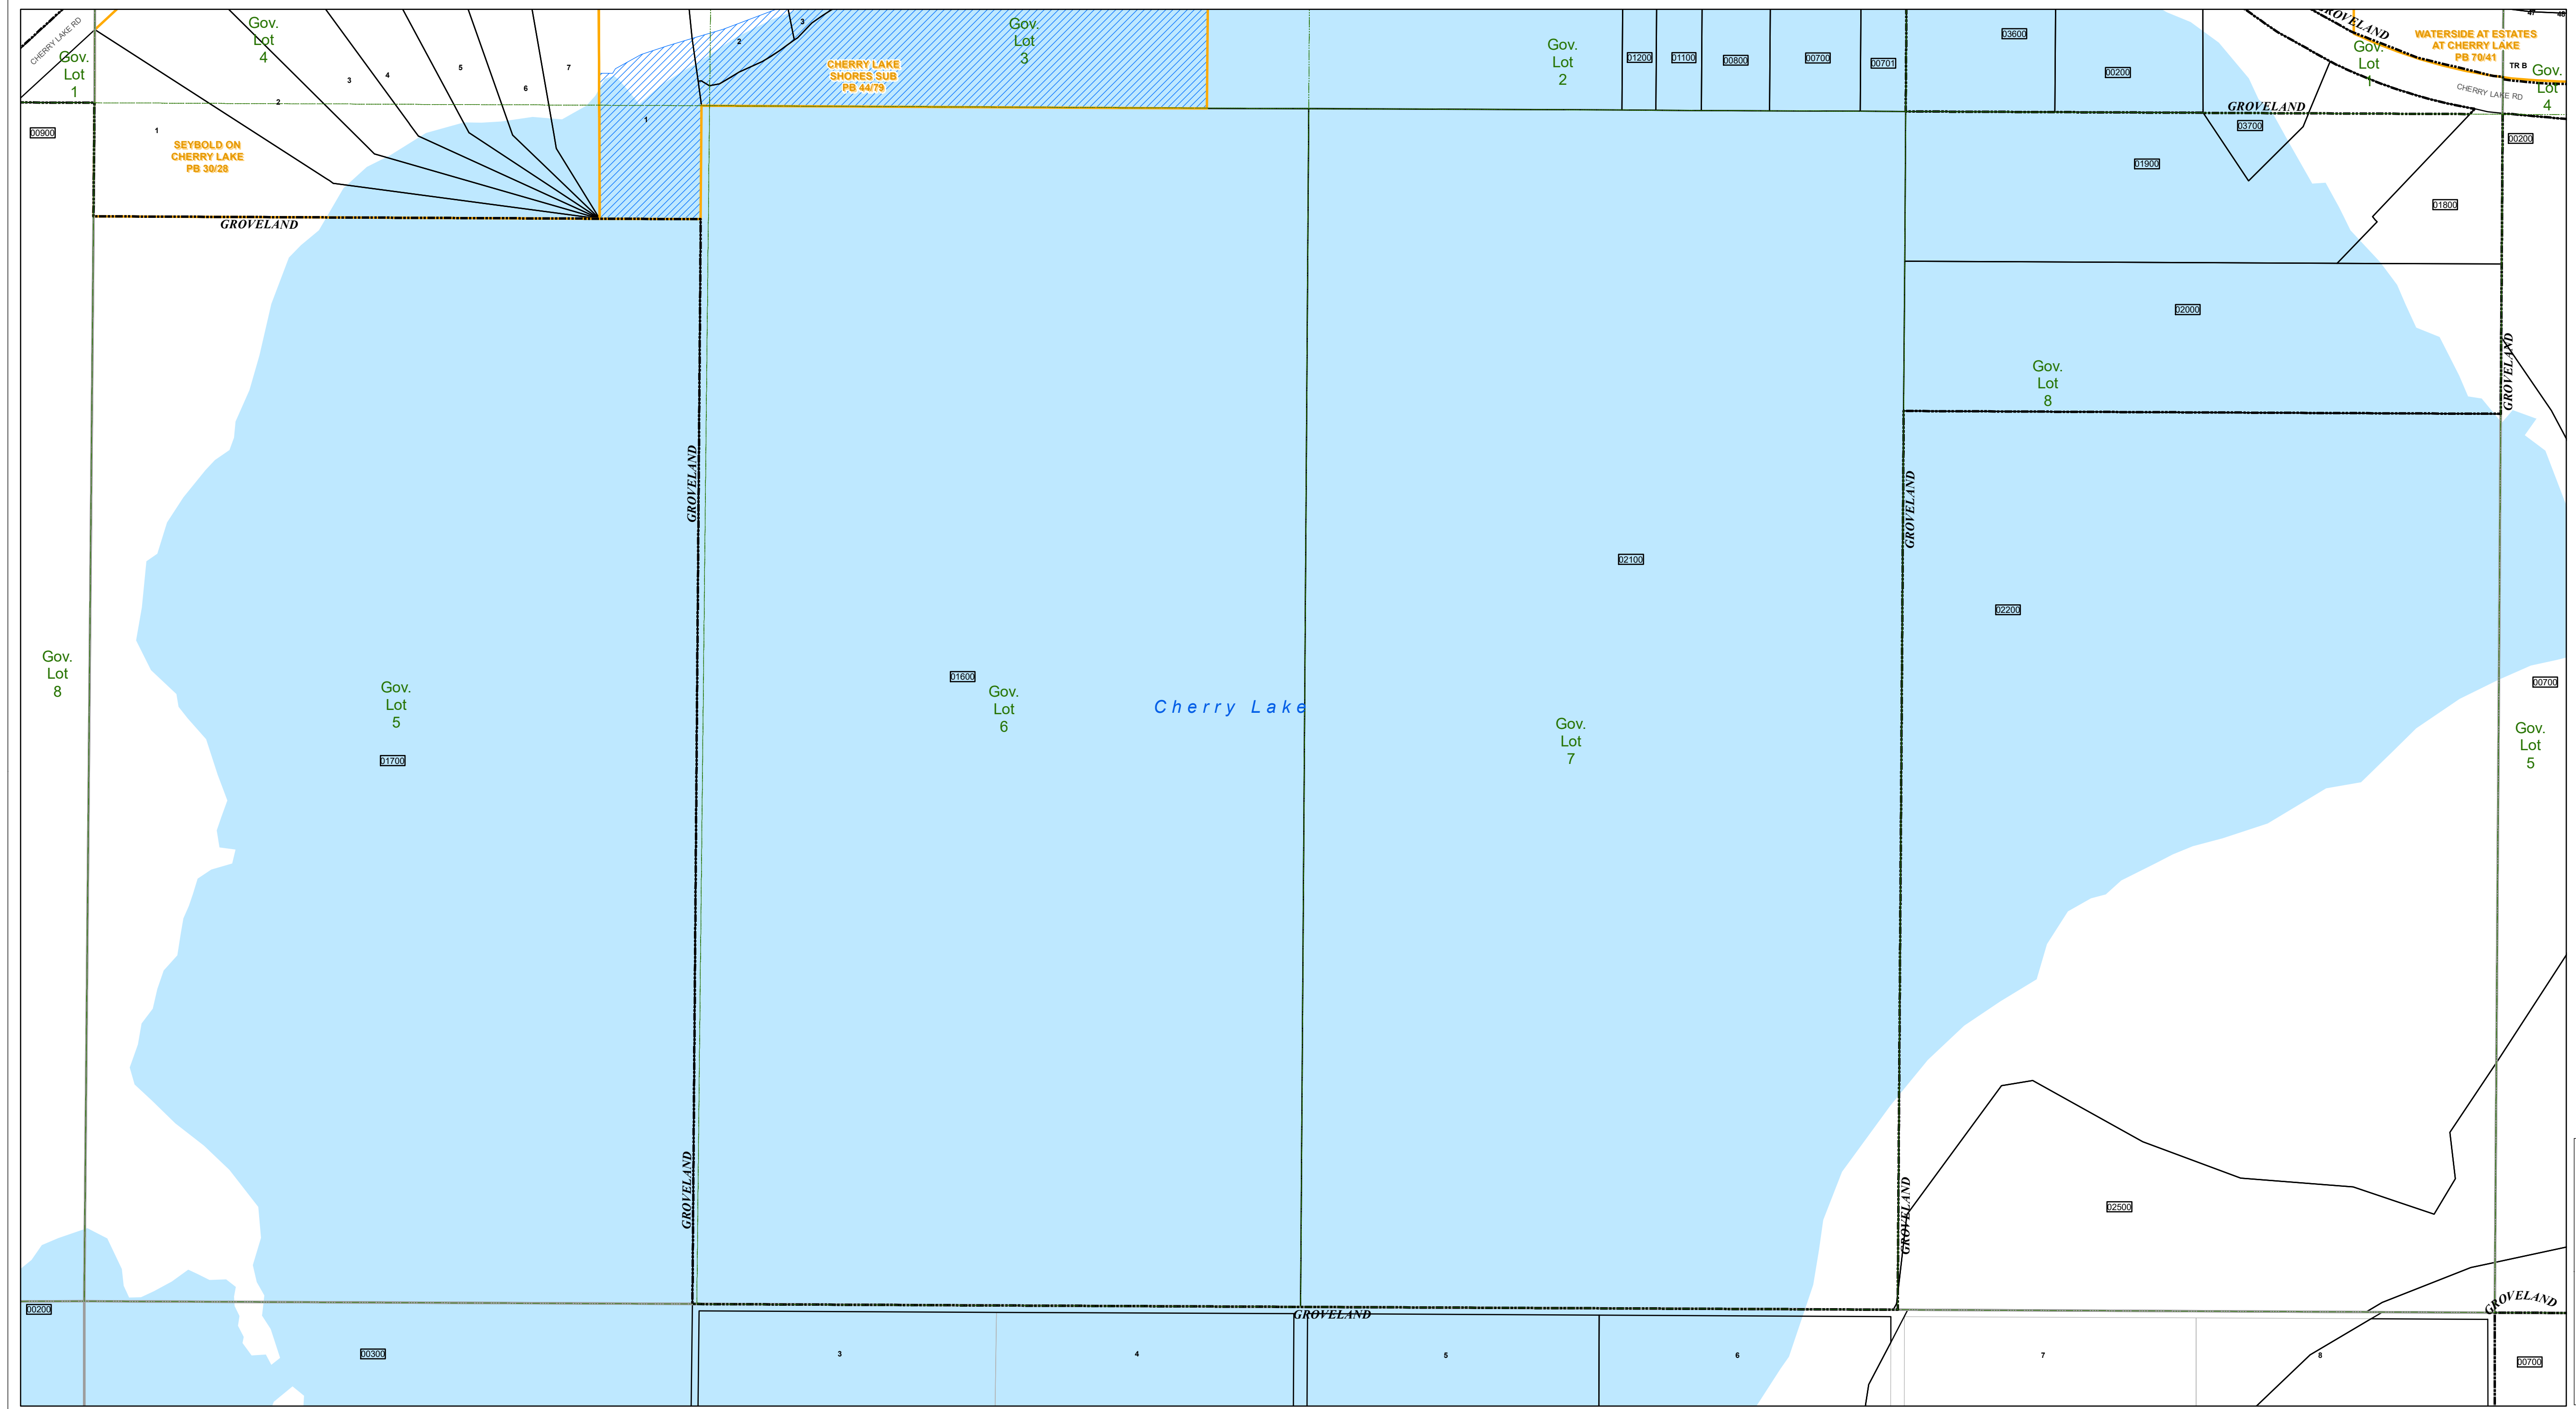 CHERRY LAKE RD
Gov.
Lot
1
Gov.
Lot
4
2
3
4
5
6
7
1
SEYBOLD ON
CHERRY LAKE
PB 30/28
00900
GROVELAND
1
2
3
CHERRY LAKE
SHORES SUB
PB 44/79
Gov.
Lot
3
Gov.
Lot
2
01200
01100
00800
00700
00701
03600
00200
GROVELAND
Gov.
Lot
1
WATERSIDE AT ESTATES
AT CHERRY LAKE
PB 70/41
47
48
TR B
Gov.
Lot
4
CHERRY LAKE RD
GROVELAND
03700
01900
00200
01800
02000
GROVELAND
Gov.
Lot
8
GROVELAND
GROVELAND
02100
02200
Gov.
Lot
8
Gov.
Lot
5
01700
01600
Gov.
Lot
6
Cherry Lake
Gov.
Lot
7
00700
Gov.
Lot
5
GROVELAND
GROVELAND
02500
00200
GROVELAND
GROVELAND
00300
3
4
5
6
7
8
00700